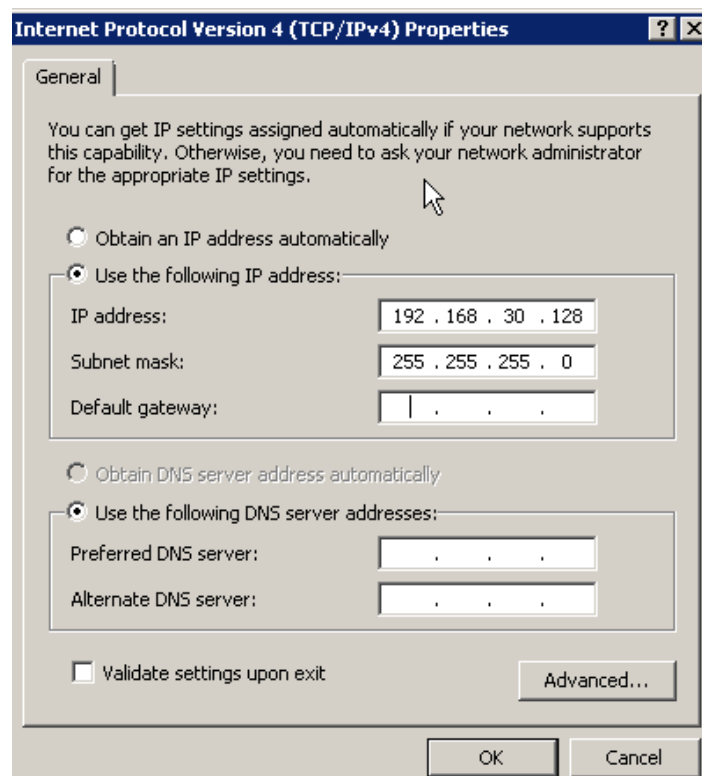 Internet Protocol Version 4 (TCP/IPv4) Properties
General
You can get IP settings assigned automatically if your network supports
this capability. Otherwise, you need to ask your network administrator
for the appropriate IP settings.
Obtain an IP address automatically
Use the following IP address:
IP address: 192 . 168 . 30 . 128
Subnet mask: 255 . 255 . 255 . 0
Default gateway: . . .
Obtain DNS server address automatically
Use the following DNS server addresses:
Preferred DNS server: . . .
Alternate DNS server: . . .
Validate settings upon exit
Advanced...
OK Cancel